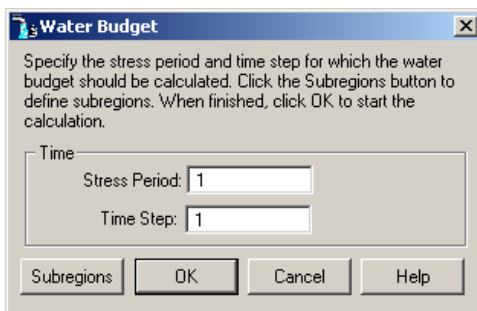 Water Budget
Specify the stress period and time step for which the water
budget should be calculated. Click the Subregions button to
define subregions. When finished, click OK to start the
calculation.
Time
Stress Period: 1
Time Step: 1
Subregions OK Cancel Help